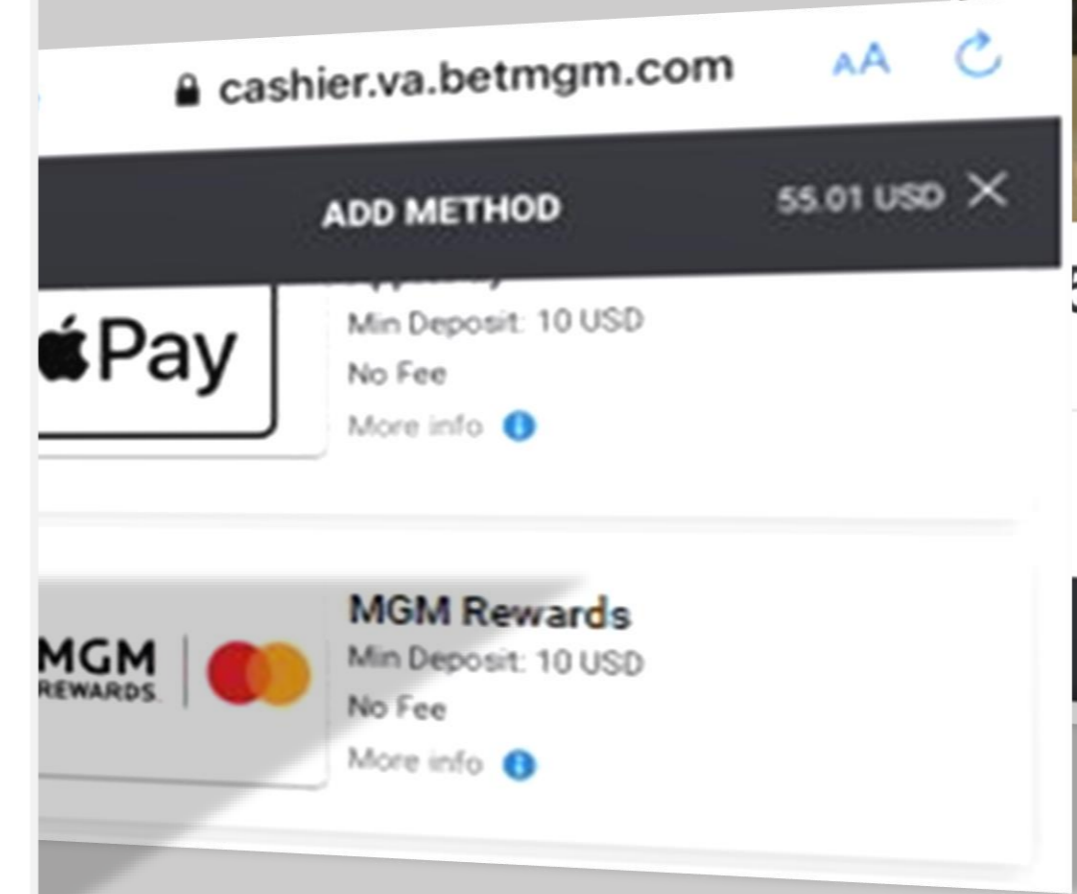 cashier.va.betmgm.com AA
ADD METHOD 55.01 USD
Pay
Min Deposit: 10 USD
No Fee
More info
MGM Rewards
MGM
REWARDS
Min Deposit: 10 USD
No Fee
More info